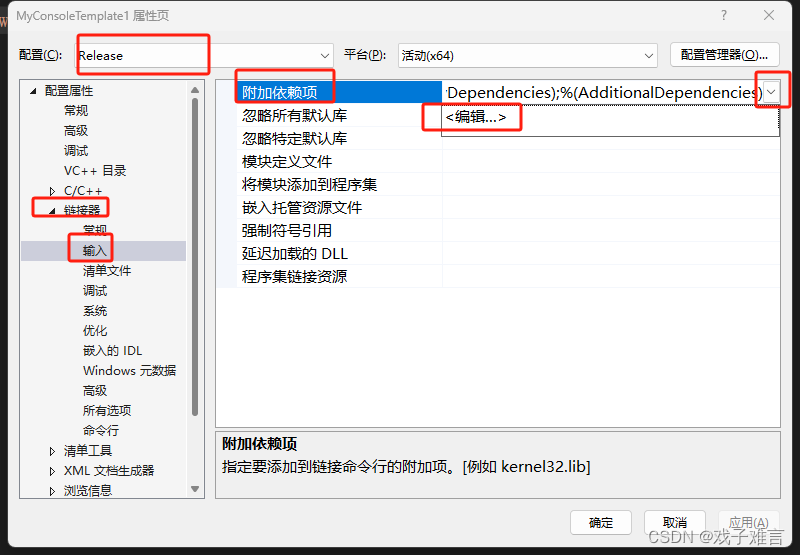 MyConsoleTemplate1 属性页
配置(C): Release 平台(P): 活动(x64) 配置管理器(O)...
配置属性
常规
高级
调试
VC++ 目录
C/C++
链接器
常规
输入
清单文件
调试
系统
优化
嵌入的 IDL
Windows 元数据
高级
所有选项
命令行
清单工具
XML 文档生成器
浏览信息
附加依赖项 Dependencies);%(AdditionalDependencies)
忽略所有默认库 <编辑...>
忽略特定默认库
模块定义文件
将模块添加到程序集
嵌入托管资源文件
强制符号引用
延迟加载的 DLL
程序集链接资源
附加依赖项
指定要添加到链接命令行的附加项。[例如 kernel32.lib]
确定 取消 应用(A)
CSDN @戏子难言